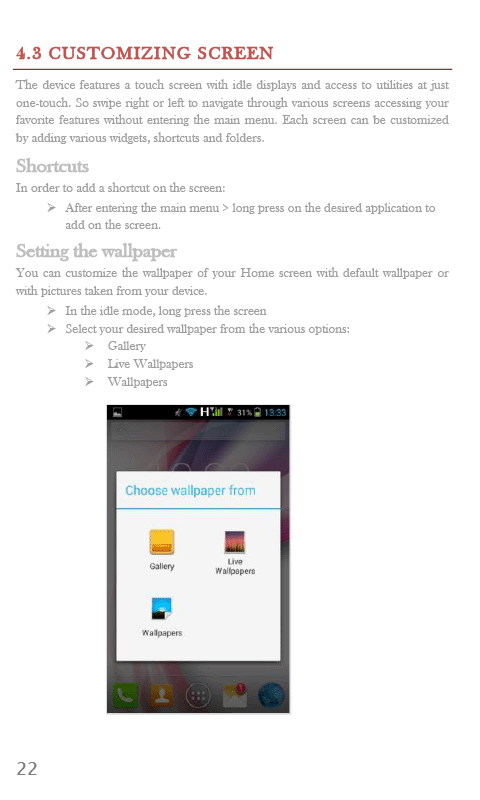 4.3 CUSTOMIZING SCREEN
The device features a touch screen with idle displays and access to utilities at just
one-touch. So swipe right or left to navigate through various screens accessing your
favorite features without entering the main menu. Each screen can be customized
by adding various widgets, shortcuts and folders.
Shortcuts
In order to add a shortcut on the screen:
➢ After entering the main menu > long press on the desired application to
add on the screen.
Setting the wallpaper
You can customize the wallpaper of your Home screen with default wallpaper or
with pictures taken from your device.
➢ In the idle mode, long press the screen
➢ Select your desired wallpaper from the various options:
➢ Gallery
➢ Live Wallpapers
➢ Wallpapers
H 31% 13:33
Choose wallpaper from
Gallery
Live
Wallpapers
Wallpapers
1
22